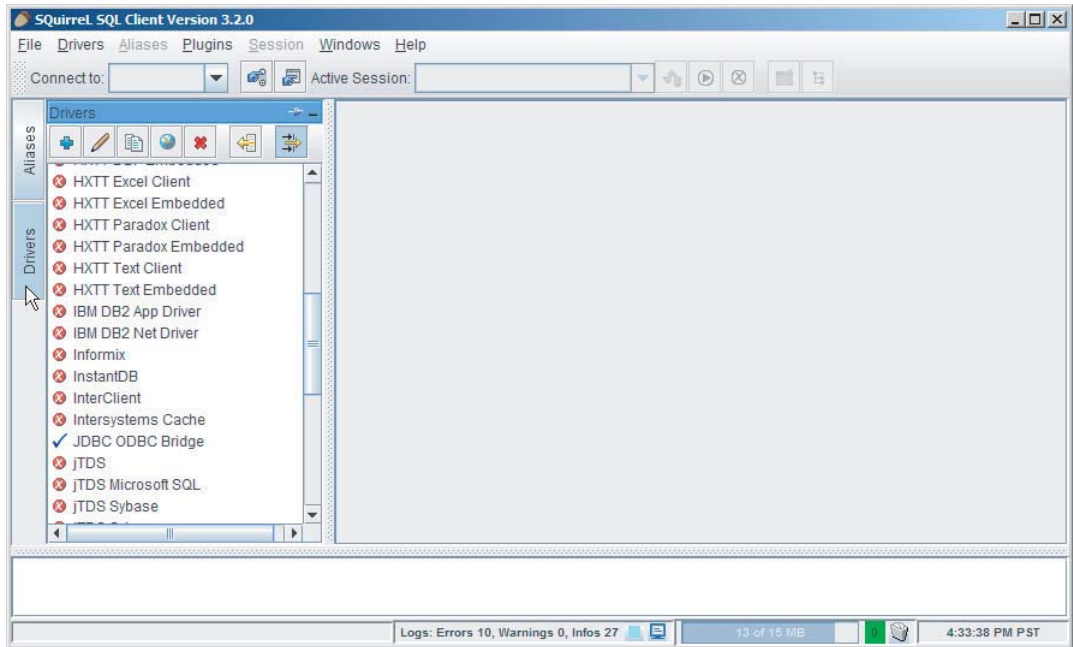 SQuirreL SQL Client Version 3.2.0
File Drivers Aliases Plugins Session Windows Help
Connect to: Active Session:
Aliases
Drivers
Drivers
HXTT Excel Client
HXTT Excel Embedded
HXTT Paradox Client
HXTT Paradox Embedded
HXTT Text Client
HXTT Text Embedded
IBM DB2 App Driver
IBM DB2 Net Driver
Informix
InstantDB
InterClient
Intersystems Cache
JDBC ODBC Bridge
jTDS
jTDS Microsoft SQL
jTDS Sybase
Logs: Errors 10, Warnings 0, Infos 27 13 of 15 MB 0 4:33:38 PM PST